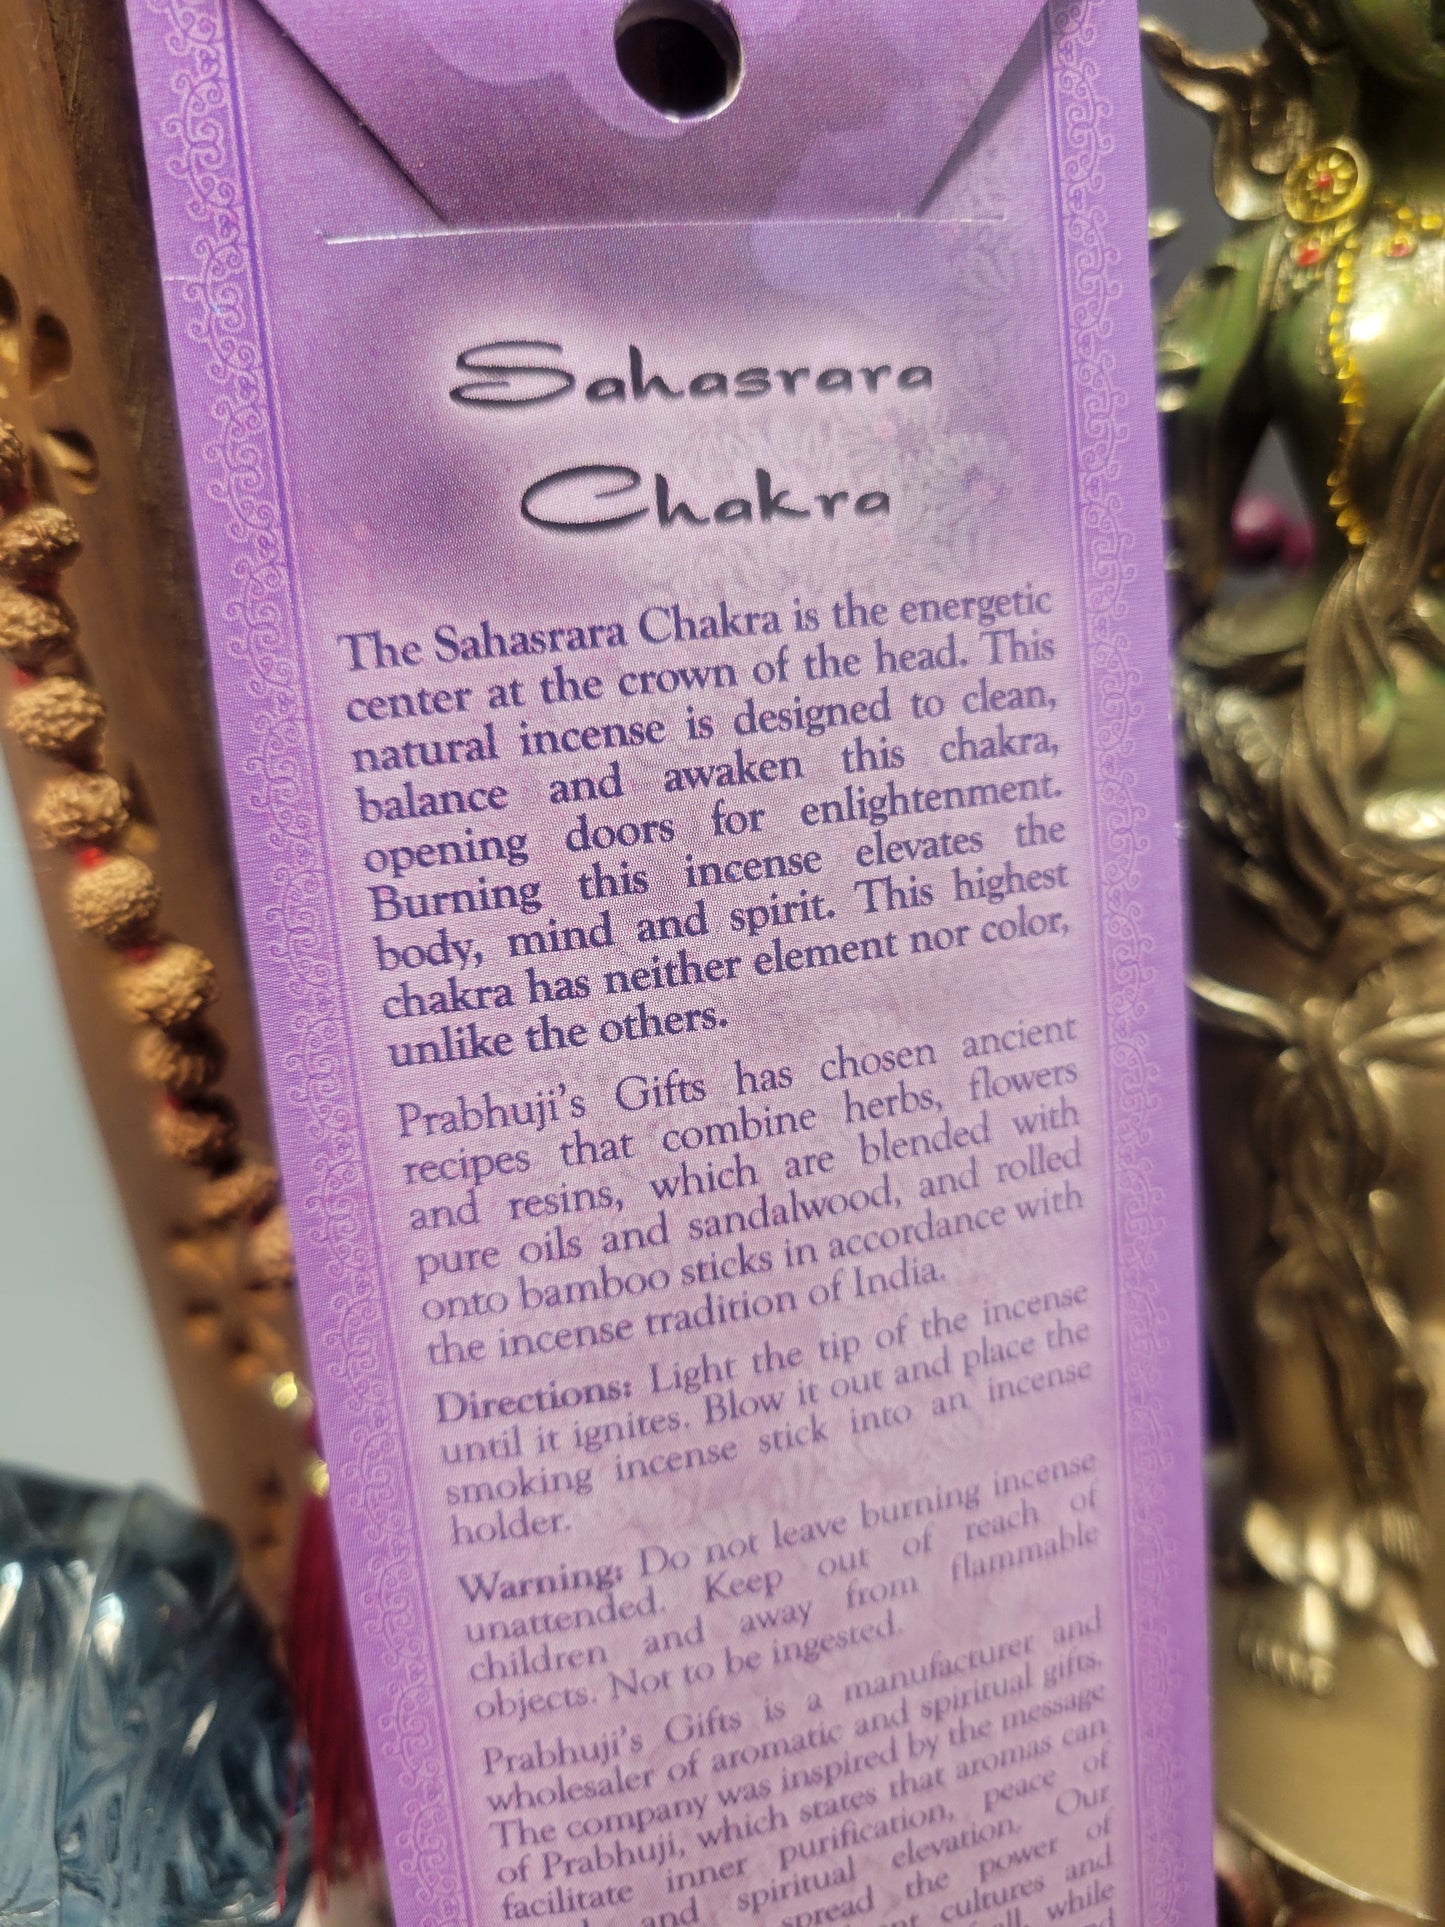 Sahasrara
Chakra
The Sahasrara Chakra is the energetic
center at the crown of the head. This
natural incense is designed to clean,
balance and awaken this chakra,
opening doors for enlightenment.
Burning this incense elevates the
body, mind and spirit. This highest
chakra has neither element nor color,
unlike the others.
Prabhuji's Gifts has chosen ancient
recipes that combine herbs, flowers
and resins, which are blended with
pure oils and sandalwood, and rolled
onto bamboo sticks in accordance with
the incense tradition of India.
Directions: Light the tip of the incense
until it ignites. Blow it out and place the
smoking incense stick into an incense
holder.
Warning: Do not leave burning incense
unattended. Keep out of reach of
children and away from flammable
objects. Not to be ingested.
Prabhuji's Gifts is a manufacturer and
wholesaler of aromatic and spiritual gifts.
The company was inspired by the message
of Prabhuji, which states that aromas can
facilitate inner purification, peace of
and spiritual elevation. Our
spread the power of
cultures and
while